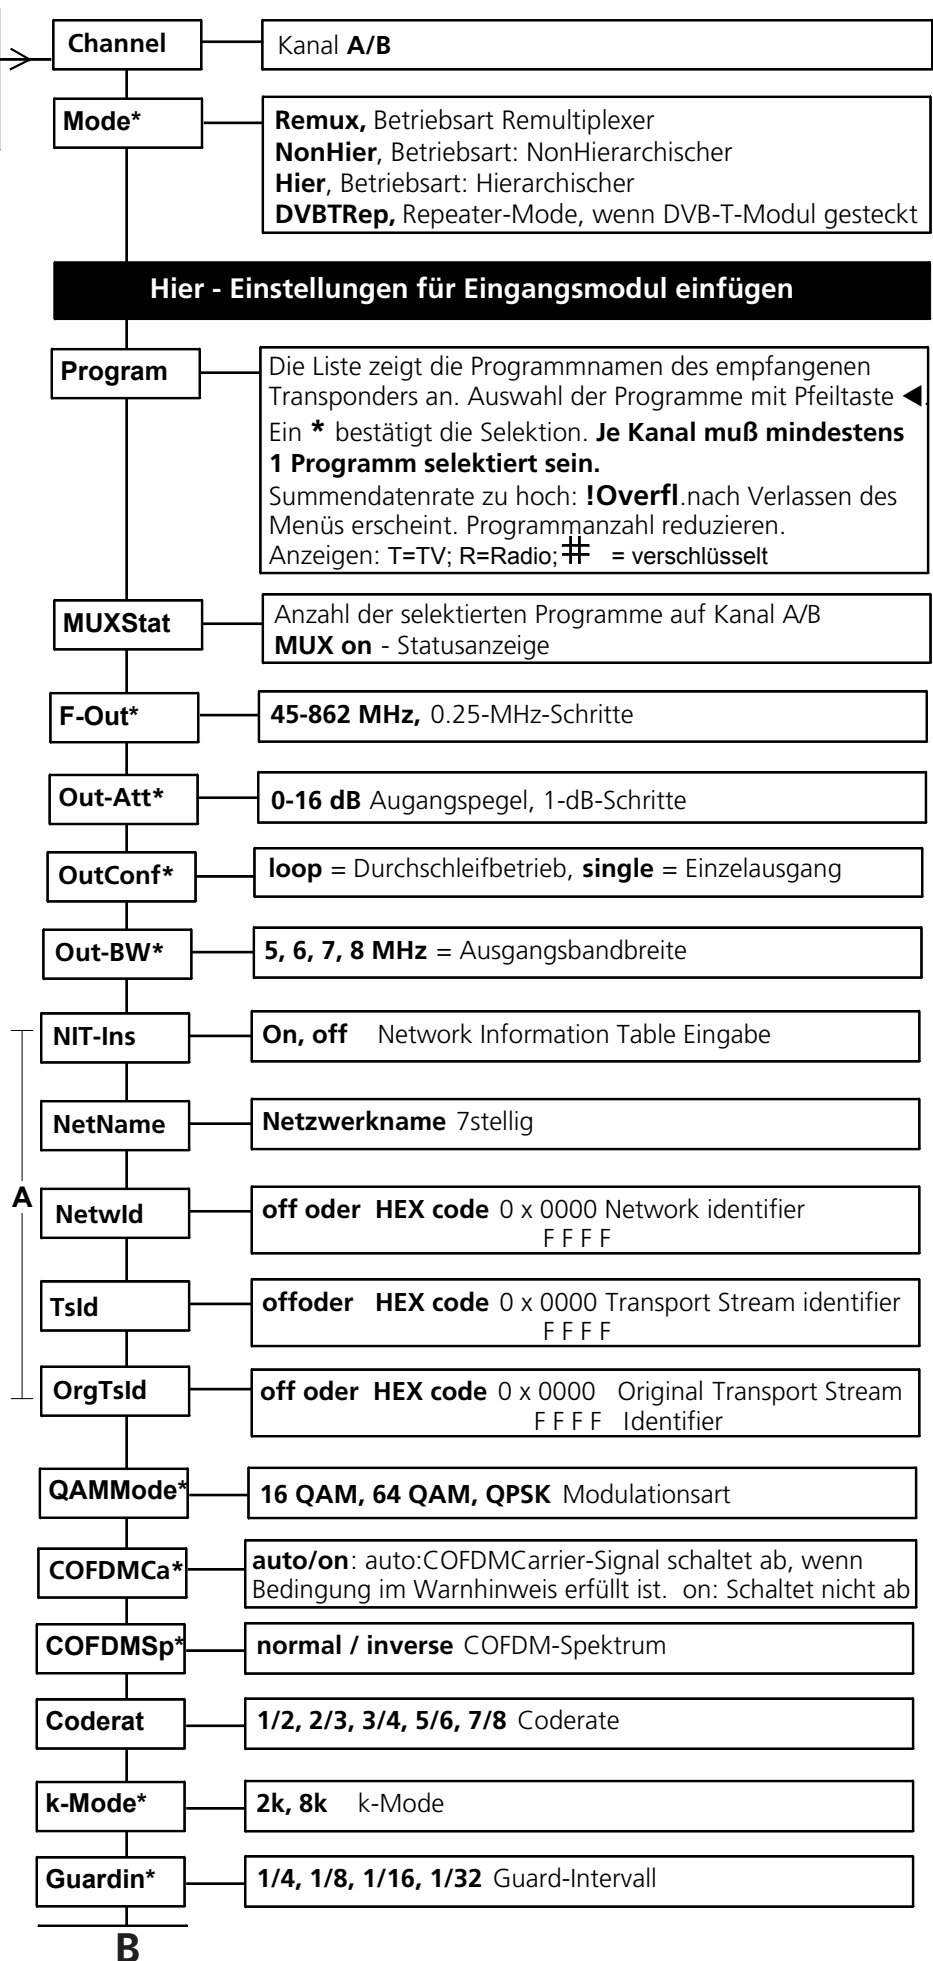 Channel
Kanal A/B
Mode*
Remux, Betriebsart Remultiplexer
NonHier, Betriebsart: NonHierarchischer
Hier, Betriebsart: Hierarchischer
DVBTRep, Repeater-Mode, wenn DVB-T-Modul gesteckt
Hier - Einstellungen für Eingangsmodul einfügen
Program
Die Liste zeigt die Programmnamen des empfangenen
Transponders an. Auswahl der Programme mit Pfeiltaste ◀.
Ein * bestätigt die Selektion. Je Kanal muß mindestens
1 Programm selektiert sein.
Summendatenrate zu hoch: !Overfl.nach Verlassen des
Menüs erscheint. Programmanzahl reduzieren.
Anzeigen: T=TV; R=Radio; # = verschlüsselt
MUXStat
Anzahl der selektierten Programme auf Kanal A/B
MUX on - Statusanzeige
F-Out*
45-862 MHz, 0.25-MHz-Schritte
Out-Att*
0-16 dB Augangspegel, 1-dB-Schritte
OutConf*
loop = Durchschleifbetrieb, single = Einzelausgang
Out-BW*
5, 6, 7, 8 MHz = Ausgangsbandbreite
NIT-Ins
On, off Network Information Table Eingabe
NetName
Netzwerkname 7stellig
A
NetwId
off oder HEX code 0 x 0000 Network identifier
F F F F
TsId
offoder HEX code 0 x 0000 Transport Stream identifier
F F F F
OrgTsId
off oder HEX code 0 x 0000 Original Transport Stream
F F F F Identifier
QAMMode*
16 QAM, 64 QAM, QPSK Modulationsart
COFDMCa*
auto/on: auto:COFDMCarrier-Signal schaltet ab, wenn
Bedingung im Warnhinweis erfüllt ist. on: Schaltet nicht ab
COFDMSp*
normal / inverse COFDM-Spektrum
Coderat
1/2, 2/3, 3/4, 5/6, 7/8 Coderate
k-Mode*
2k, 8k k-Mode
Guardin*
1/4, 1/8, 1/16, 1/32 Guard-Intervall
B